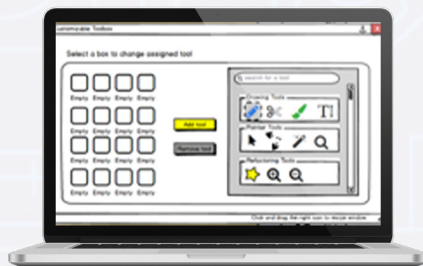 Customizable Toolbox
Select a box to change assigned tool
Empty Empty Empty Empty
Empty Empty Empty Empty
Empty Empty Empty Empty
Empty Empty Empty Empty
Add tool
Remove tool
search for a tool
Drawing Tools
T
Pointer Tools
Refactoring Tools
Click and drag the right icon to resize window